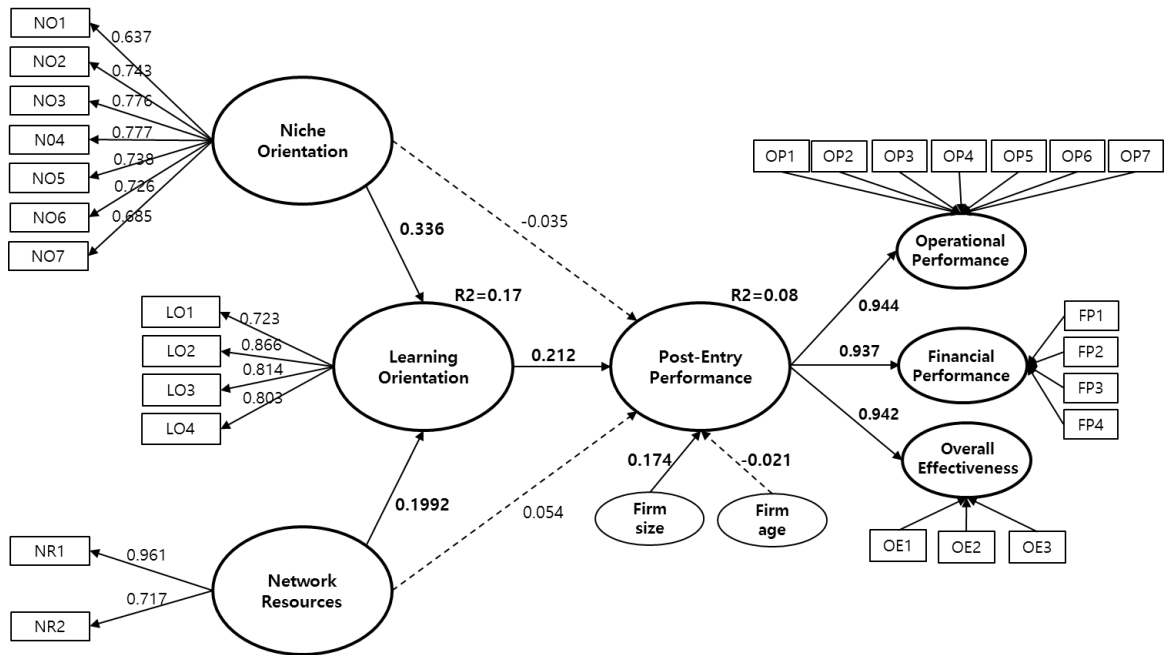 NO1
0.637
NO2
0.743
NO3
0.776
N04
0.777
NO5
0.738
NO6
0.726
NO7
0.685
Niche
Orientation
-0.035
0.336
R2=0.17
LO1
0.723
LO2
0.866
LO3
0.814
LO4
0.803
Learning
Orientation
0.212
R2=0.08
Post-Entry
Performance
0.1992
0.054
NR1
0.961
NR2
0.717
Network
Resources
0.174
-0.021
Firm
size
Firm
age
OP1
OP2
OP3
OP4
OP5
OP6
OP7
Operational
Performance
0.944
0.937
Financial
Performance
FP1
FP2
FP3
FP4
0.942
Overall
Effectiveness
OE1
OE2
OE3